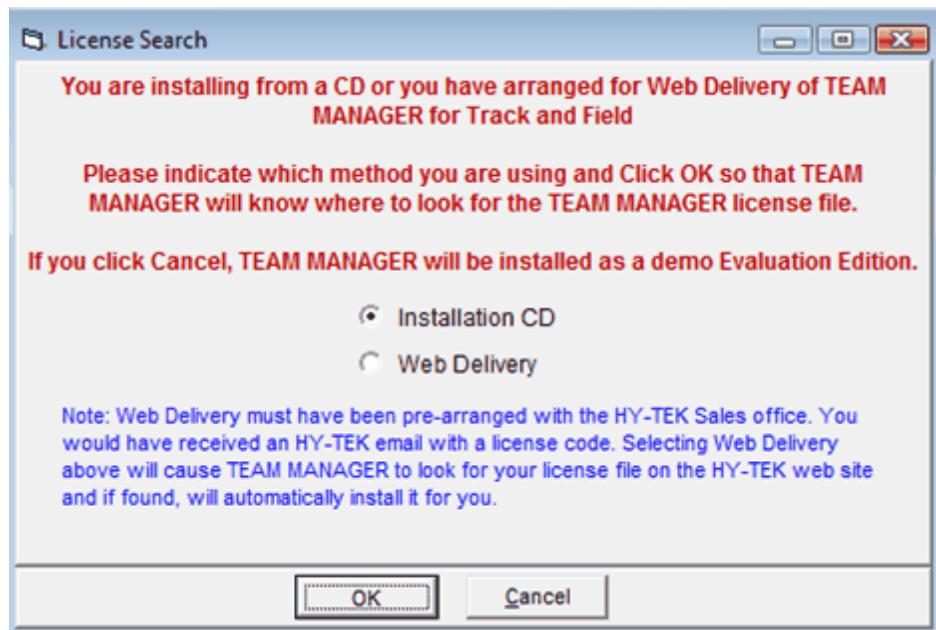 License Search
You are installing from a CD or you have arranged for Web Delivery of TEAM
MANAGER for Track and Field
Please indicate which method you are using and Click OK so that TEAM
MANAGER will know where to look for the TEAM MANAGER license file.
If you click Cancel, TEAM MANAGER will be installed as a demo Evaluation Edition.
Installation CD
Web Delivery
Note: Web Delivery must have been pre-arranged with the HY-TEK Sales office. You
would have received an HY-TEK email with a license code. Selecting Web Delivery
above will cause TEAM MANAGER to look for your license file on the HY-TEK web site
and if found, will automatically install it for you.
OK
Cancel